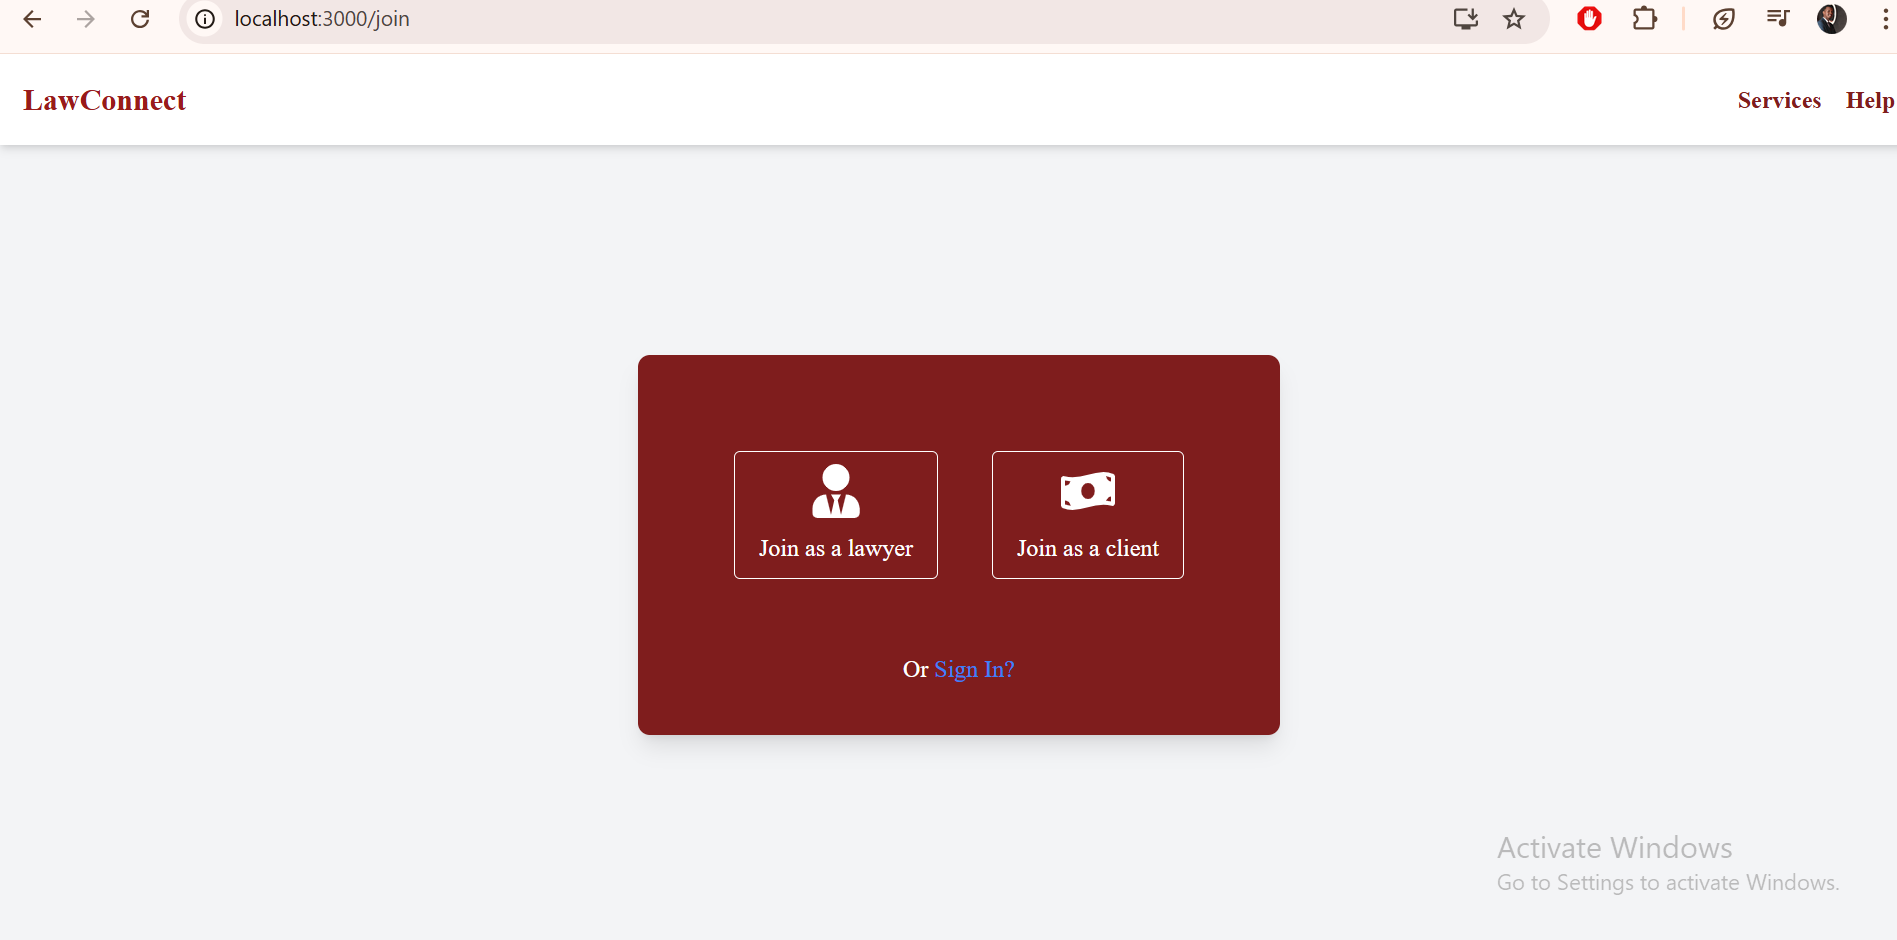 localhost:3000/join
LawConnect
Services Help
Join as a lawyer
Join as a client
Or Sign In?
Activate Windows
Go to Settings to activate Windows.